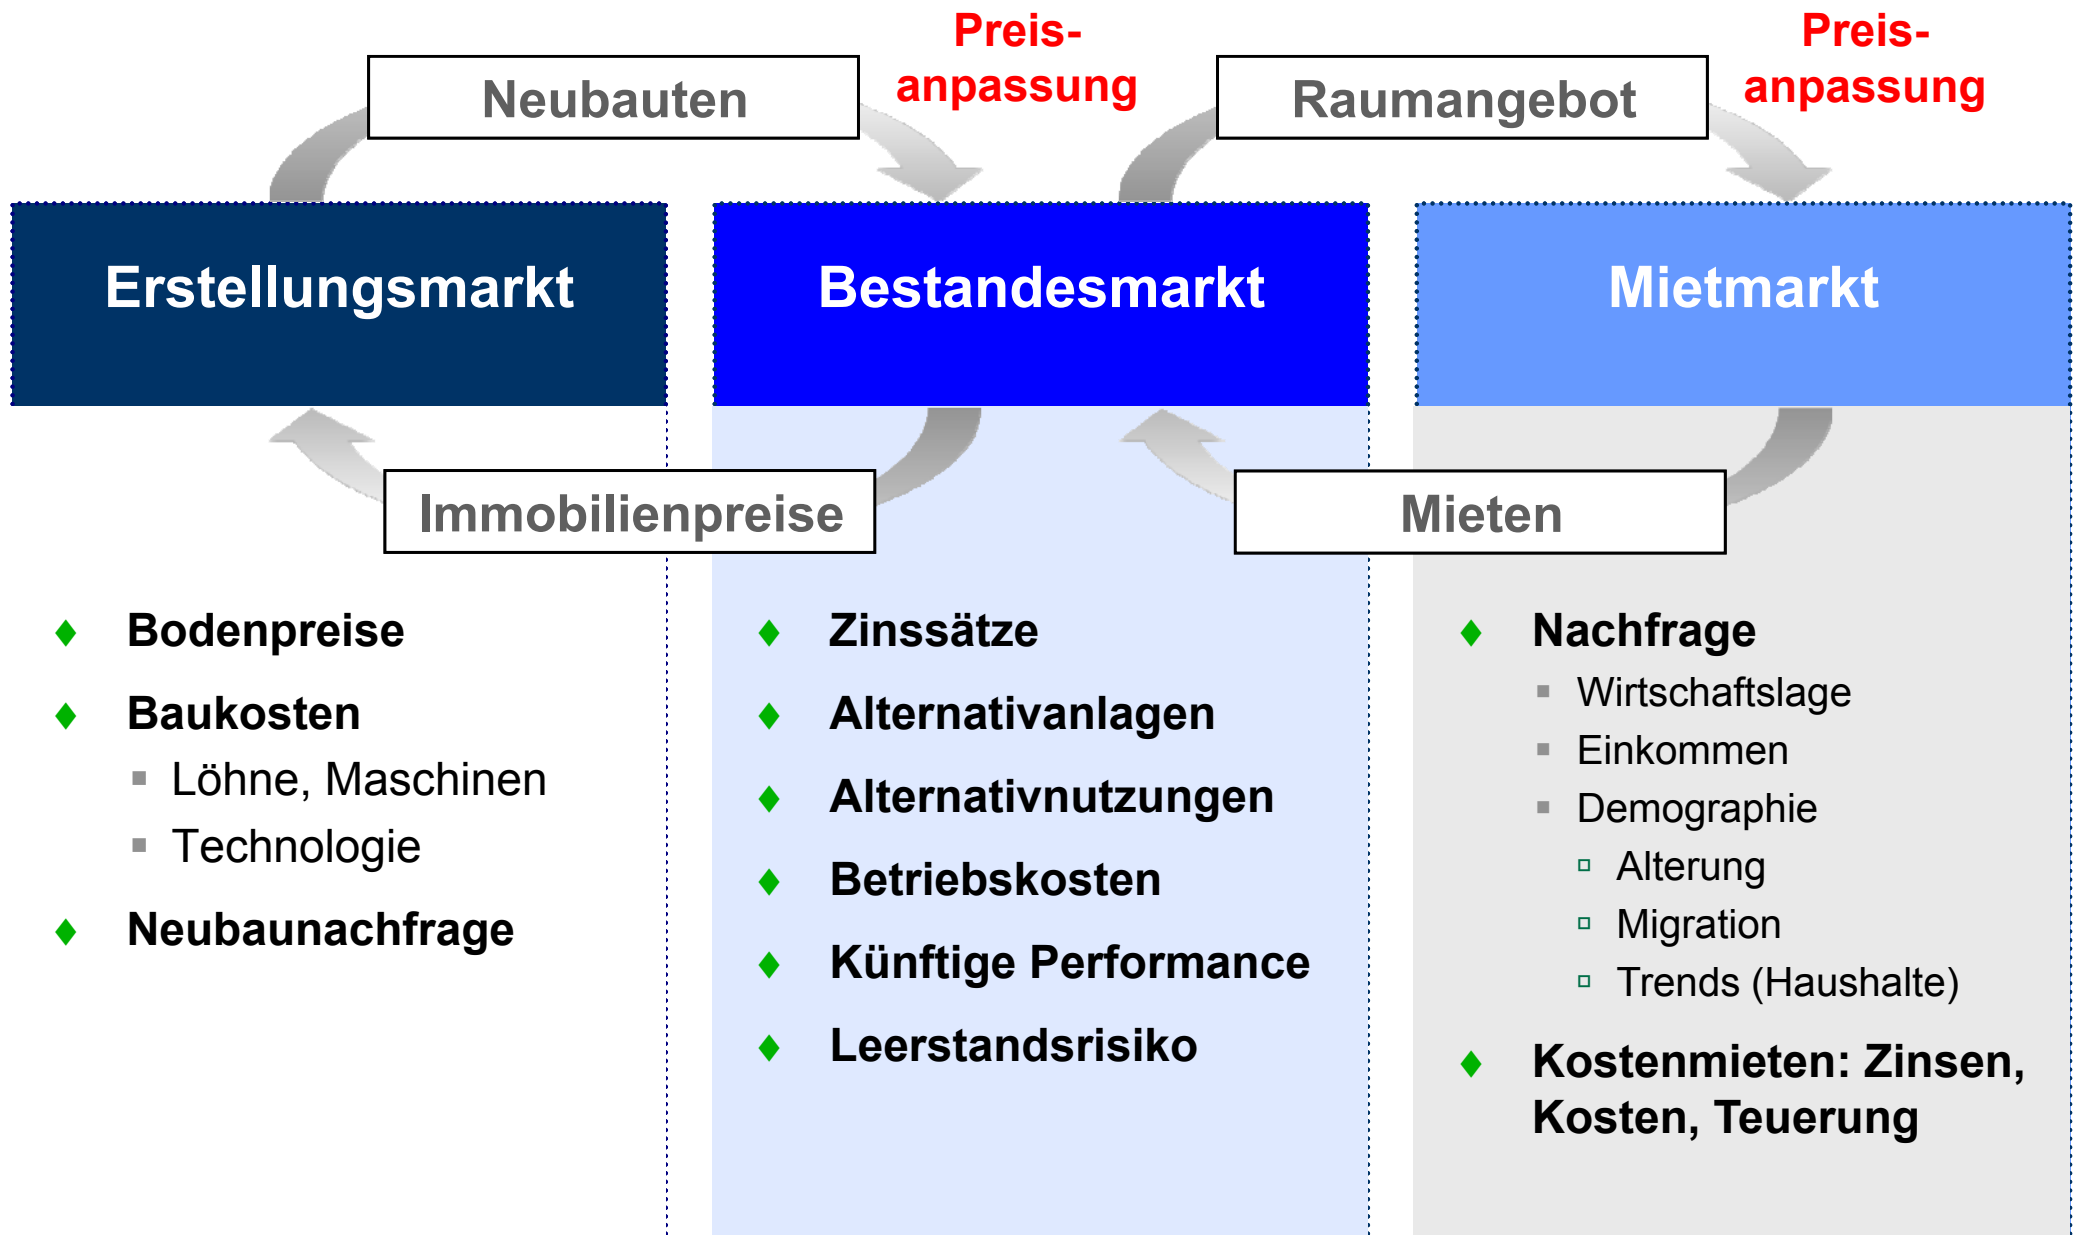 Preis-
anpassung
Preis-
anpassung
Neubauten
Raumangebot
Erstellungsmarkt
Bestandesmarkt
Mietmarkt
Immobilienpreise
Mieten
Bodenpreise
Baukosten
Löhne, Maschinen
Technologie
Neubaunachfrage
Zinssätze
Alternativanlagen
Alternativnutzungen
Betriebskosten
Künftige Performance
Leerstandsrisiko
Nachfrage
Wirtschaftslage
Einkommen
Demographie
Alterung
Migration
Trends (Haushalte)
Kostenmieten: Zinsen,
Kosten, Teuerung